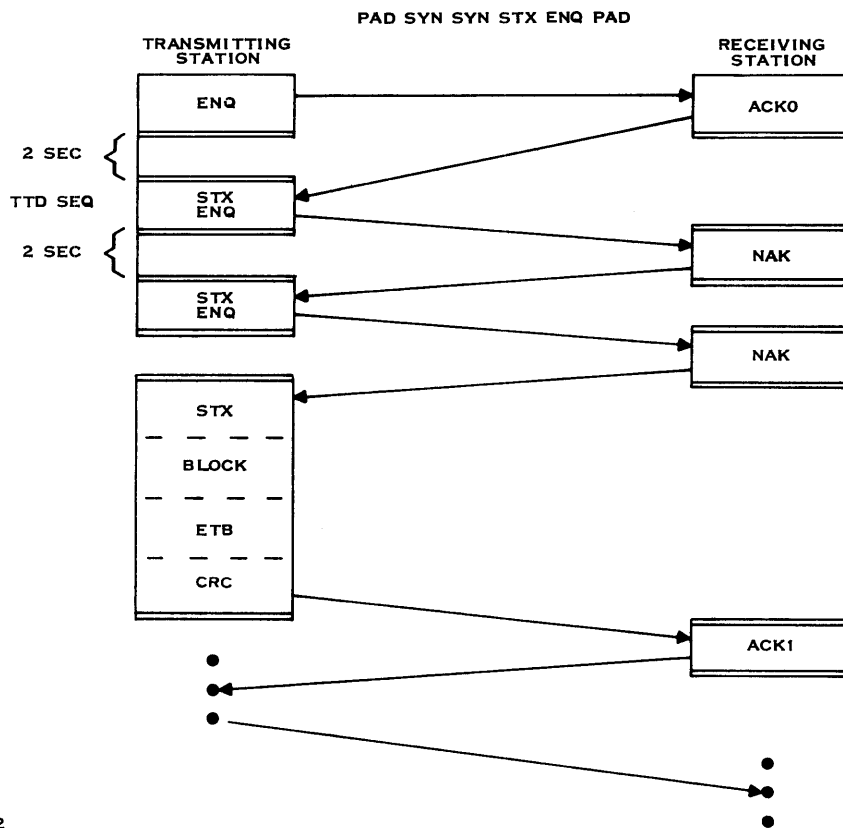 PAD SYN SYN STX ENQ PAD
TRANSMITTING
STATION
RECEIVING
STATION
ENQ
ACK0
2 SEC
TTD SEQ
STX
ENQ
2 SEC
NAK
STX
ENQ
NAK
STX
BLOCK
ETB
CRC
ACK1
2